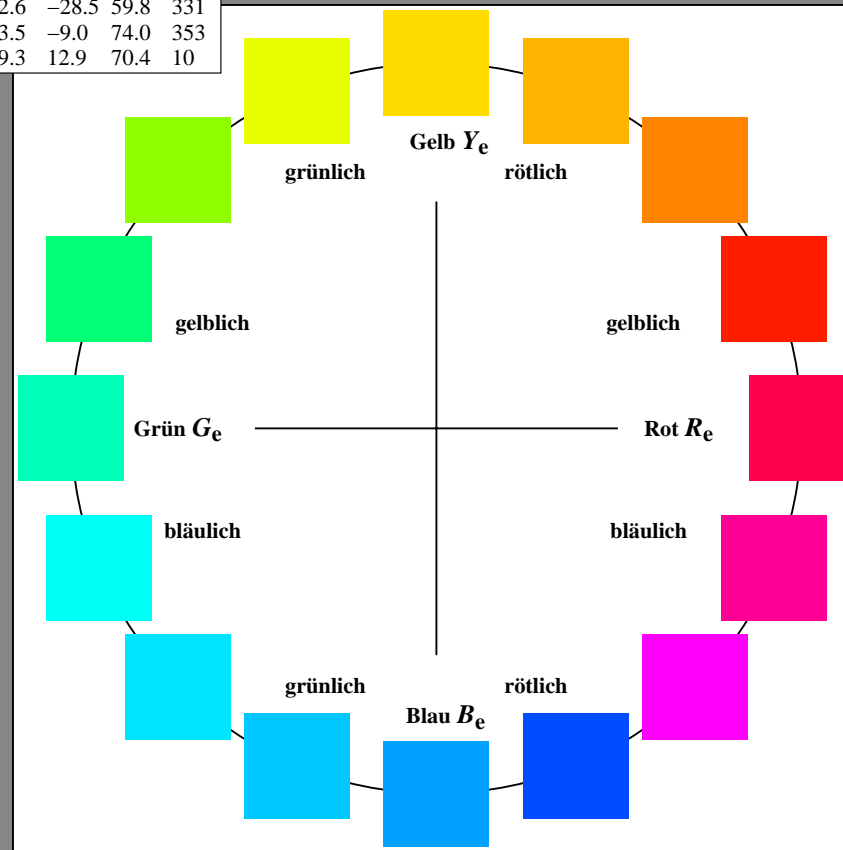 2.6 −28.5 59.8 331
3.5 −9.0 74.0 353
9.3 12.9 70.4 10
Gelb Yₑ
grünlich rötlich
gelblich gelblich
Grün Gₑ Rot Rₑ
bläulich bläulich
grünlich rötlich
Blau Bₑ